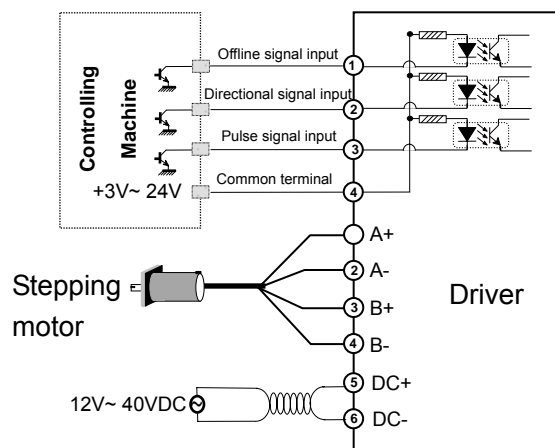 Controlling
Machine
Offline signal input
1
Directional signal input
2
Pulse signal input
3
+3V~ 24V
Common terminal
4
A+
Stepping
motor
2 A-
3 B+
4 B-
Driver
12V~ 40VDC
5 DC+
6 DC-